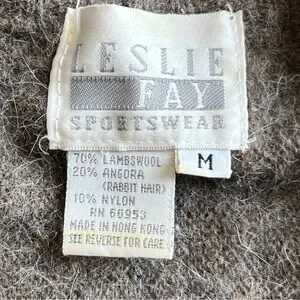 LESLIE
FAY
SPORTSWEAR
M
70% LAMBSWOOL
20% ANGORA
(RABBIT HAIR)
10% NYLON
RN 66953
MADE IN HONG KONG
SEE REVERSE FOR CARE